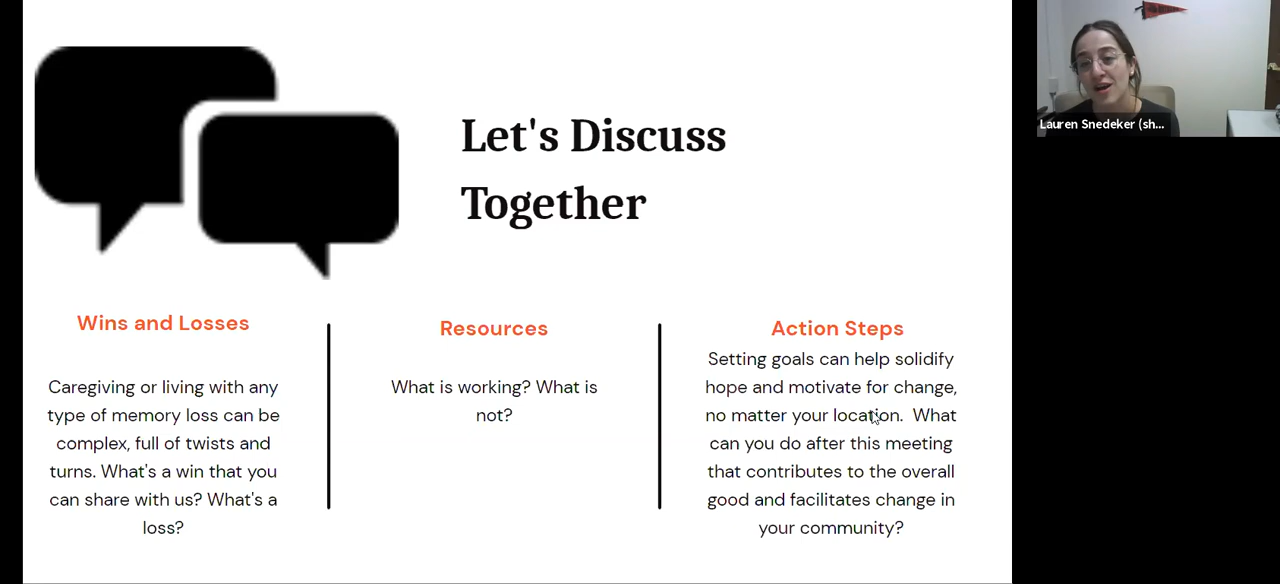 Let's Discuss
Together
Wins and Losses
Caregiving or living with any
type of memory loss can be
complex, full of twists and
turns. What's a win that you
can share with us? What's a
loss?
Resources
What is working? What is
not?
Action Steps
Setting goals can help solidify
hope and motivate for change,
no matter your location.  What
can you do after this meeting
that contributes to the overall
good and facilitates change in
your community?
Lauren Snedeker (sh...